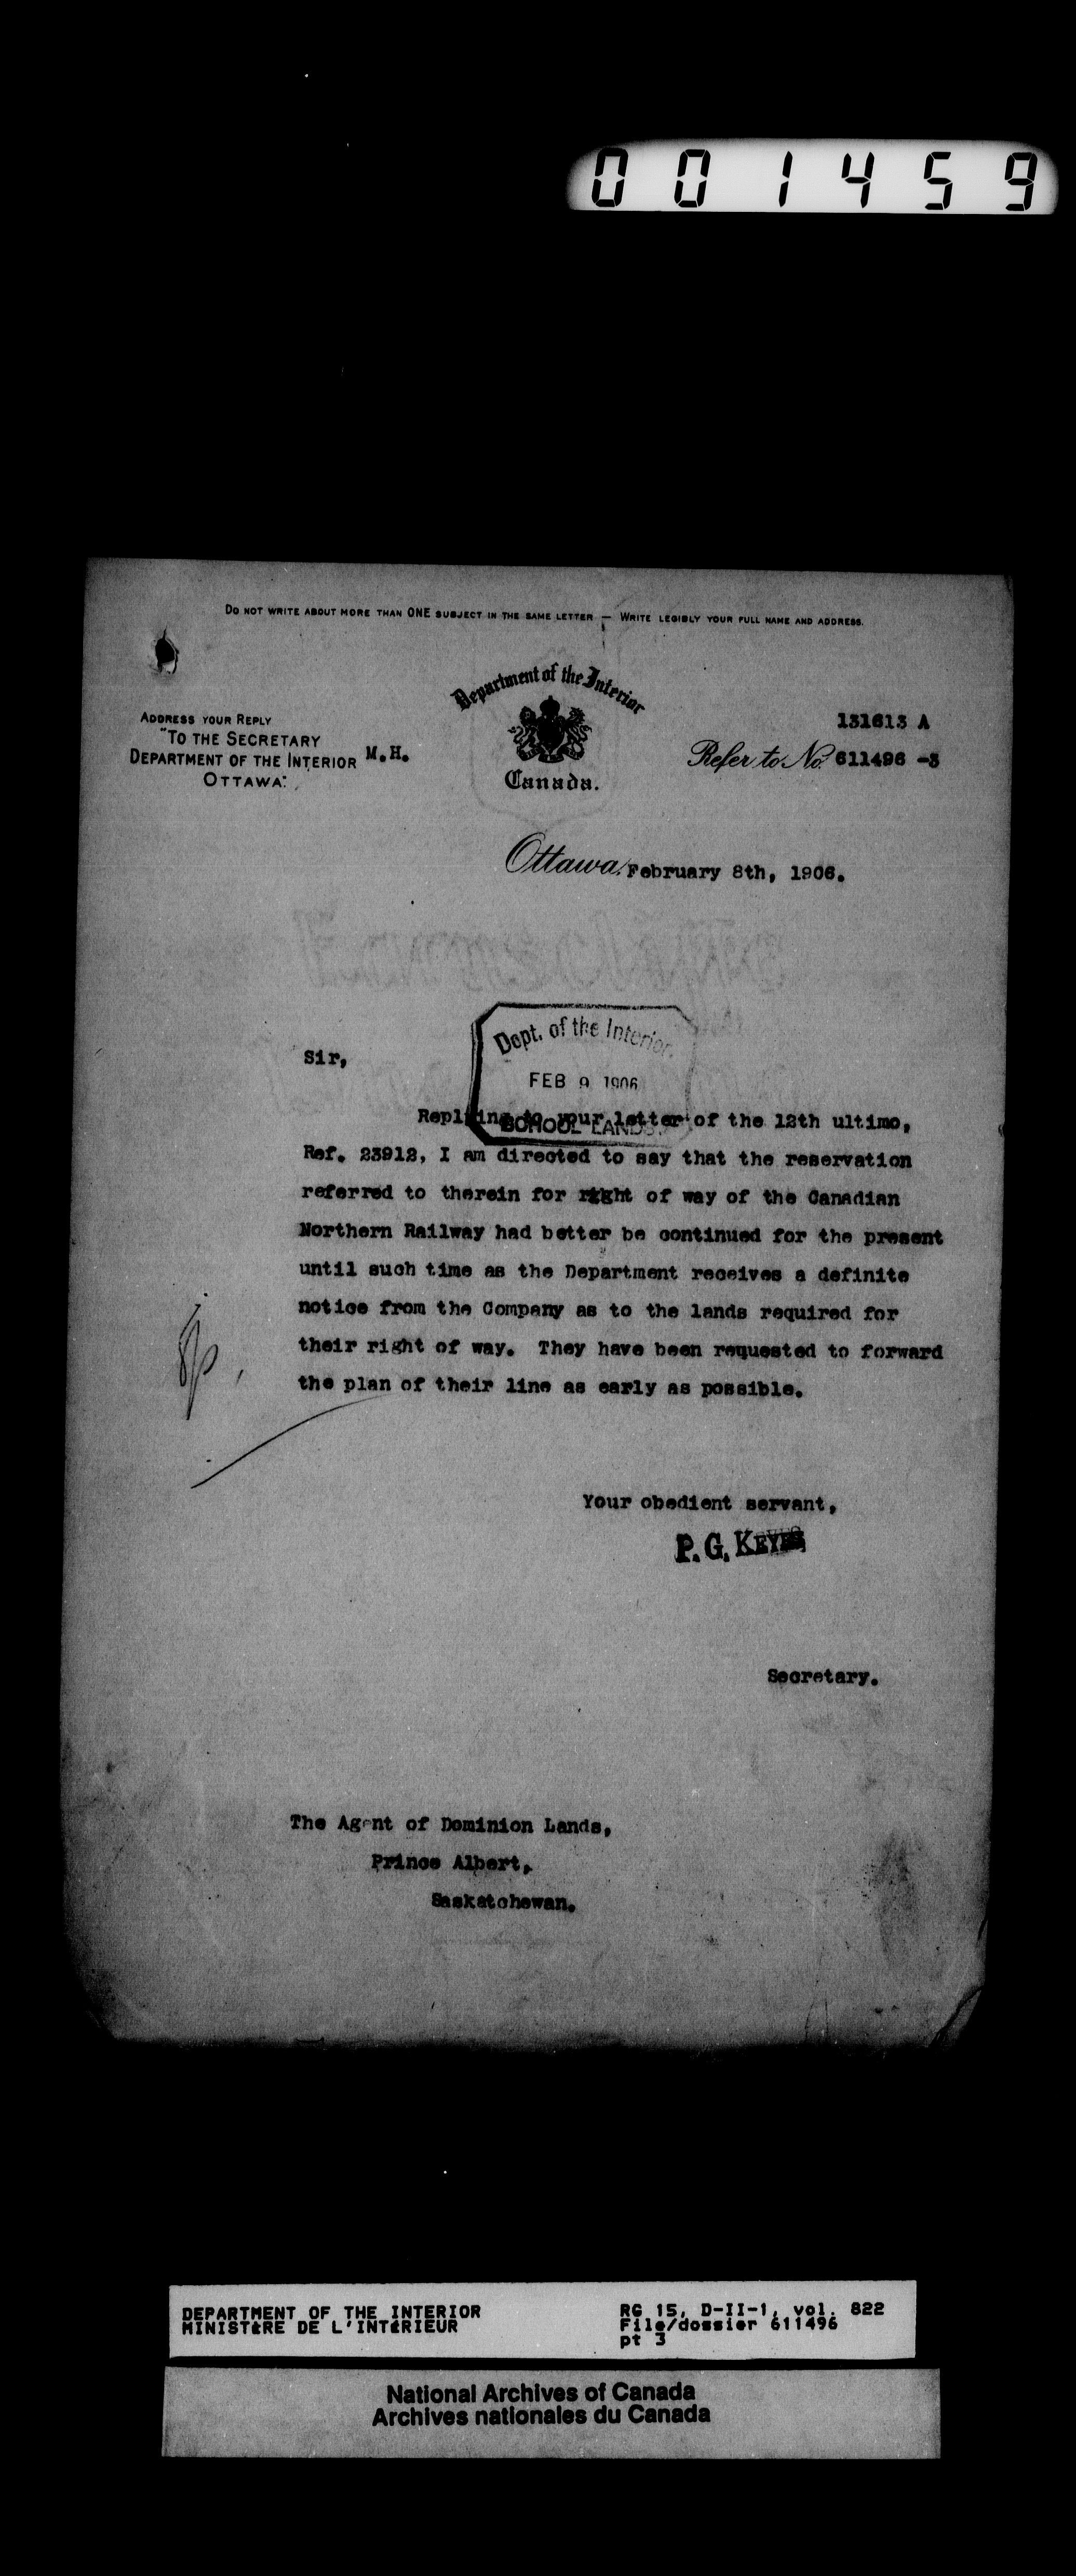 001459
DO NOT WRITE ABOUT MORE THAN ONE SUBJECT IN THE SAME LETTER — WRITE LEGIBLY YOUR FULL NAME AND ADDRESS.
Department of the Interior
Canada.
ADDRESS YOUR REPLY
"TO THE SECRETARY
DEPARTMENT OF THE INTERIOR
OTTAWA."
M.H.
131613 A
Refer to No. 611496 -3
Ottawa, February 8th, 1906.
Dept. of the Interior.
FEB 9 1906
SCHOOL LANDS
Sir,
Replying to your letter of the 12th ultimo,
Ref. 23912, I am directed to say that the reservation
referred to therein for right of way of the Canadian
Northern Railway had better be continued for the present
until such time as the Department receives a definite
notice from the Company as to the lands required for
their right of way. They have been requested to forward
the plan of their line as early as possible.
Your obedient servant,
P. G. KEYES
Secretary.
The Agent of Dominion Lands,
Prince Albert,
Saskatchewan.
DEPARTMENT OF THE INTERIOR
MINISTÈRE DE L'INTÉRIEUR
RG 15, D-II-1, vol. 822
File/dossier 611496
pt 3
National Archives of Canada
Archives nationales du Canada